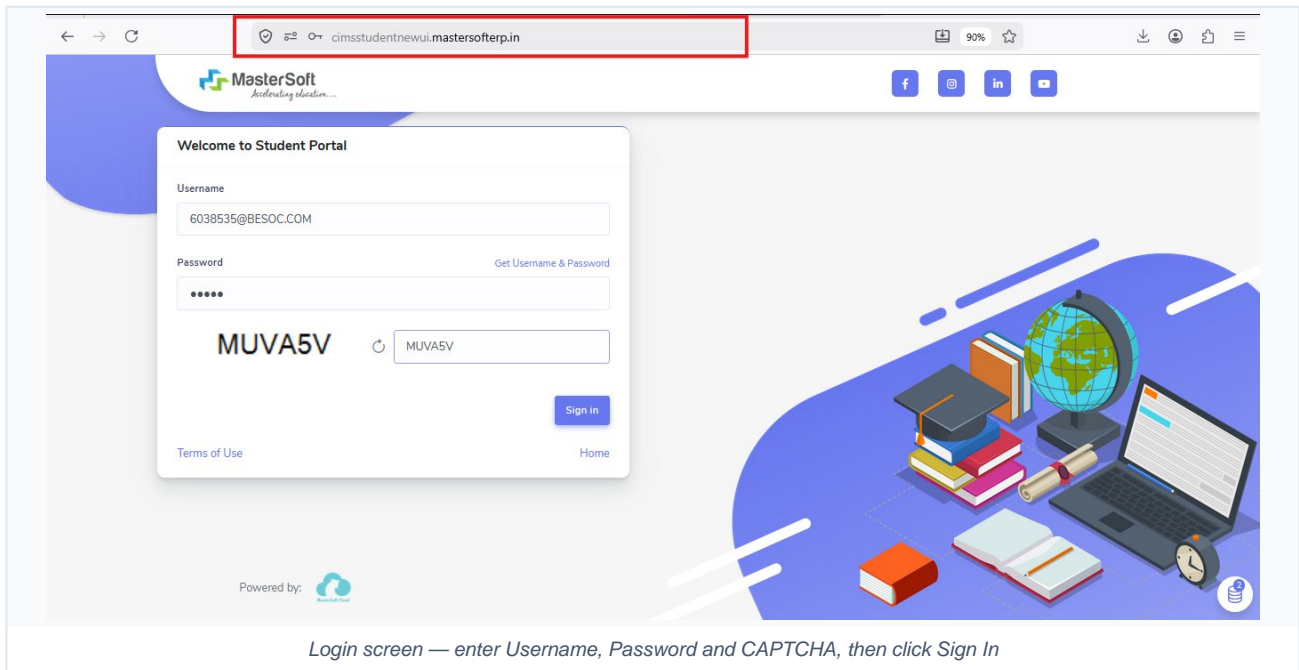 cimsstudentnewui.mastersofterp.in
90%
MasterSoft
Accelerating education....
f
in
Welcome to Student Portal
Username
6038535@BESOC.COM
Password Get Username & Password
MUVA5V MUVA5V
Sign in
Terms of Use Home
Powered by:
2
Login screen — enter Username, Password and CAPTCHA, then click Sign In